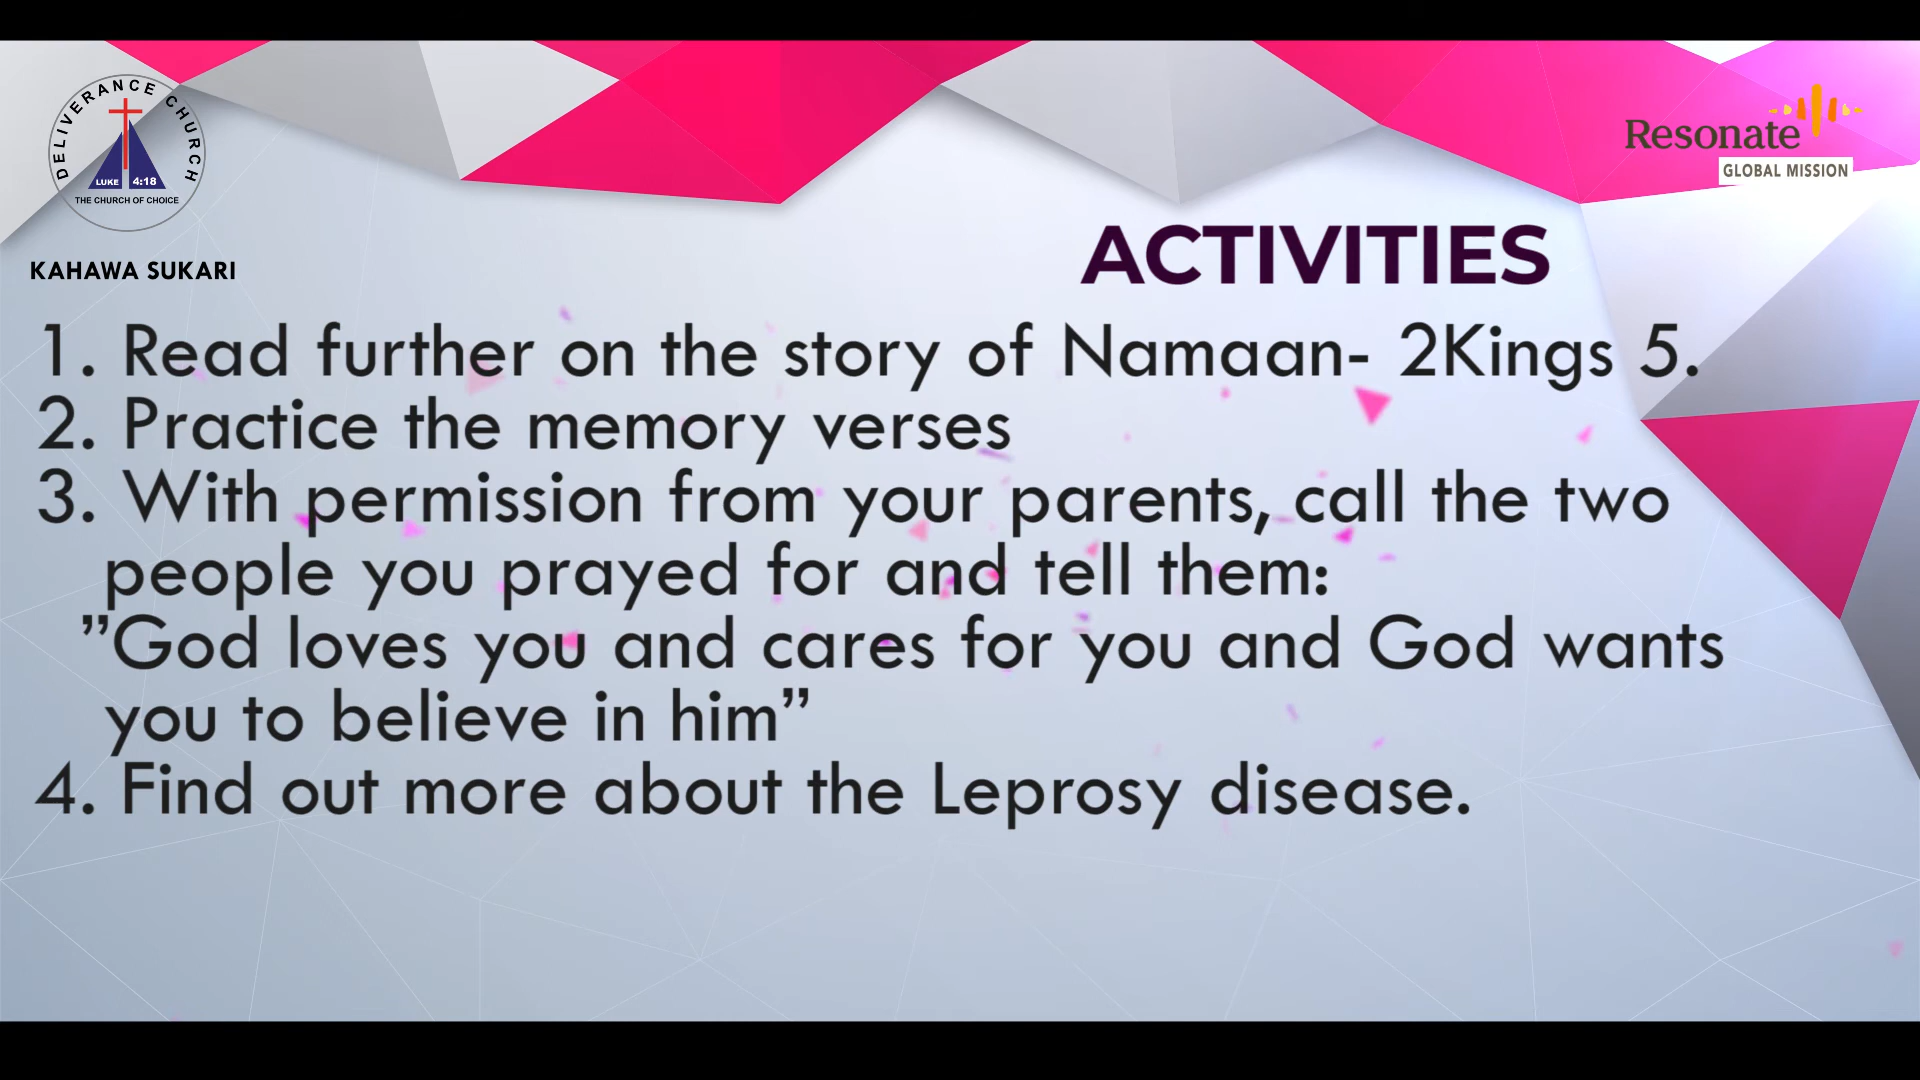 DELIVERANCE CHURCH
LUKE 4:18
THE CHURCH OF CHOICE
KAHAWA SUKARI
Resonate
GLOBAL MISSION
ACTIVITIES
1. Read further on the story of Namaan- 2Kings 5.
2. Practice the memory verses
3. With permission from your parents, call the two
people you prayed for and tell them:
”God loves you and cares for you and God wants
you to believe in him”
4. Find out more about the Leprosy disease.